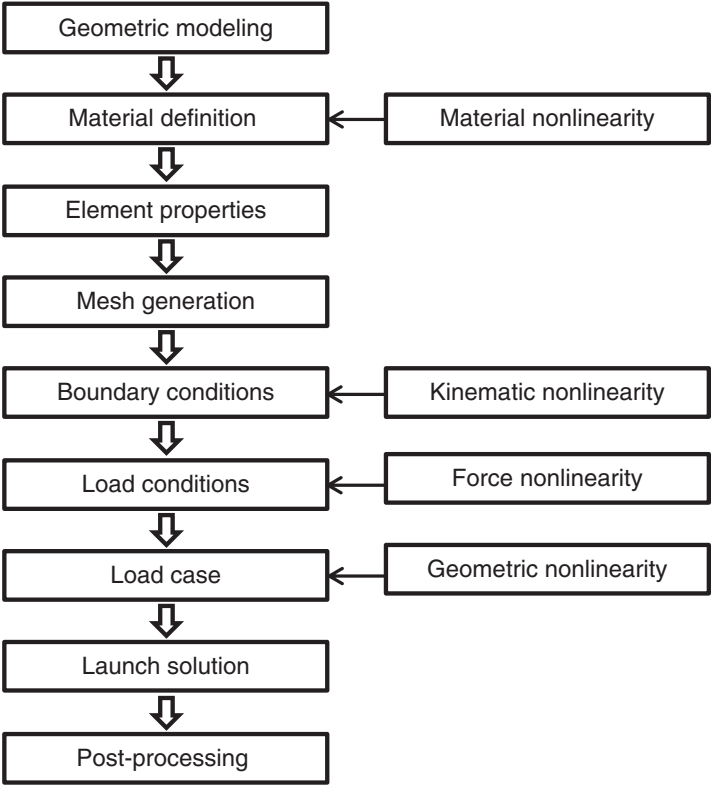 Geometric modeling
Material definition
Material nonlinearity
Element properties
Mesh generation
Boundary conditions
Kinematic nonlinearity
Load conditions
Force nonlinearity
Load case
Geometric nonlinearity
Launch solution
Post-processing